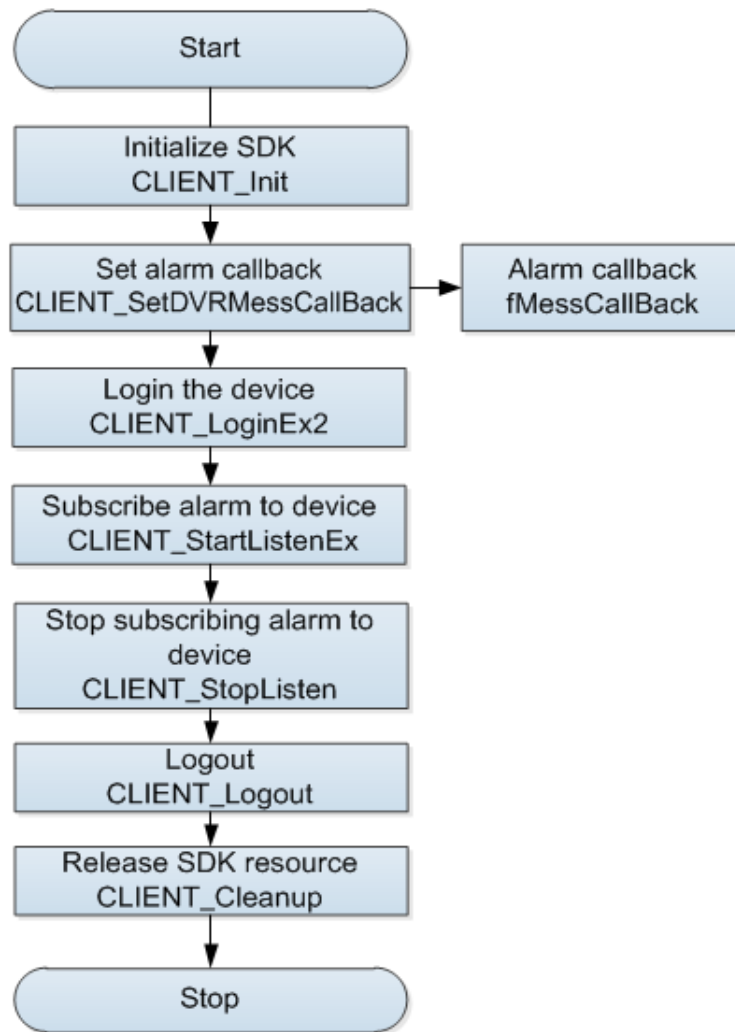 Start
Initialize SDK
CLIENT_Init
Set alarm callback
CLIENT_SetDVRMessCallBack
Alarm callback
fMessCallBack
Login the device
CLIENT_LoginEx2
Subscribe alarm to device
CLIENT_StartListenEx
Stop subscribing alarm to
device
CLIENT_StopListen
Logout
CLIENT_Logout
Release SDK resource
CLIENT_Cleanup
Stop